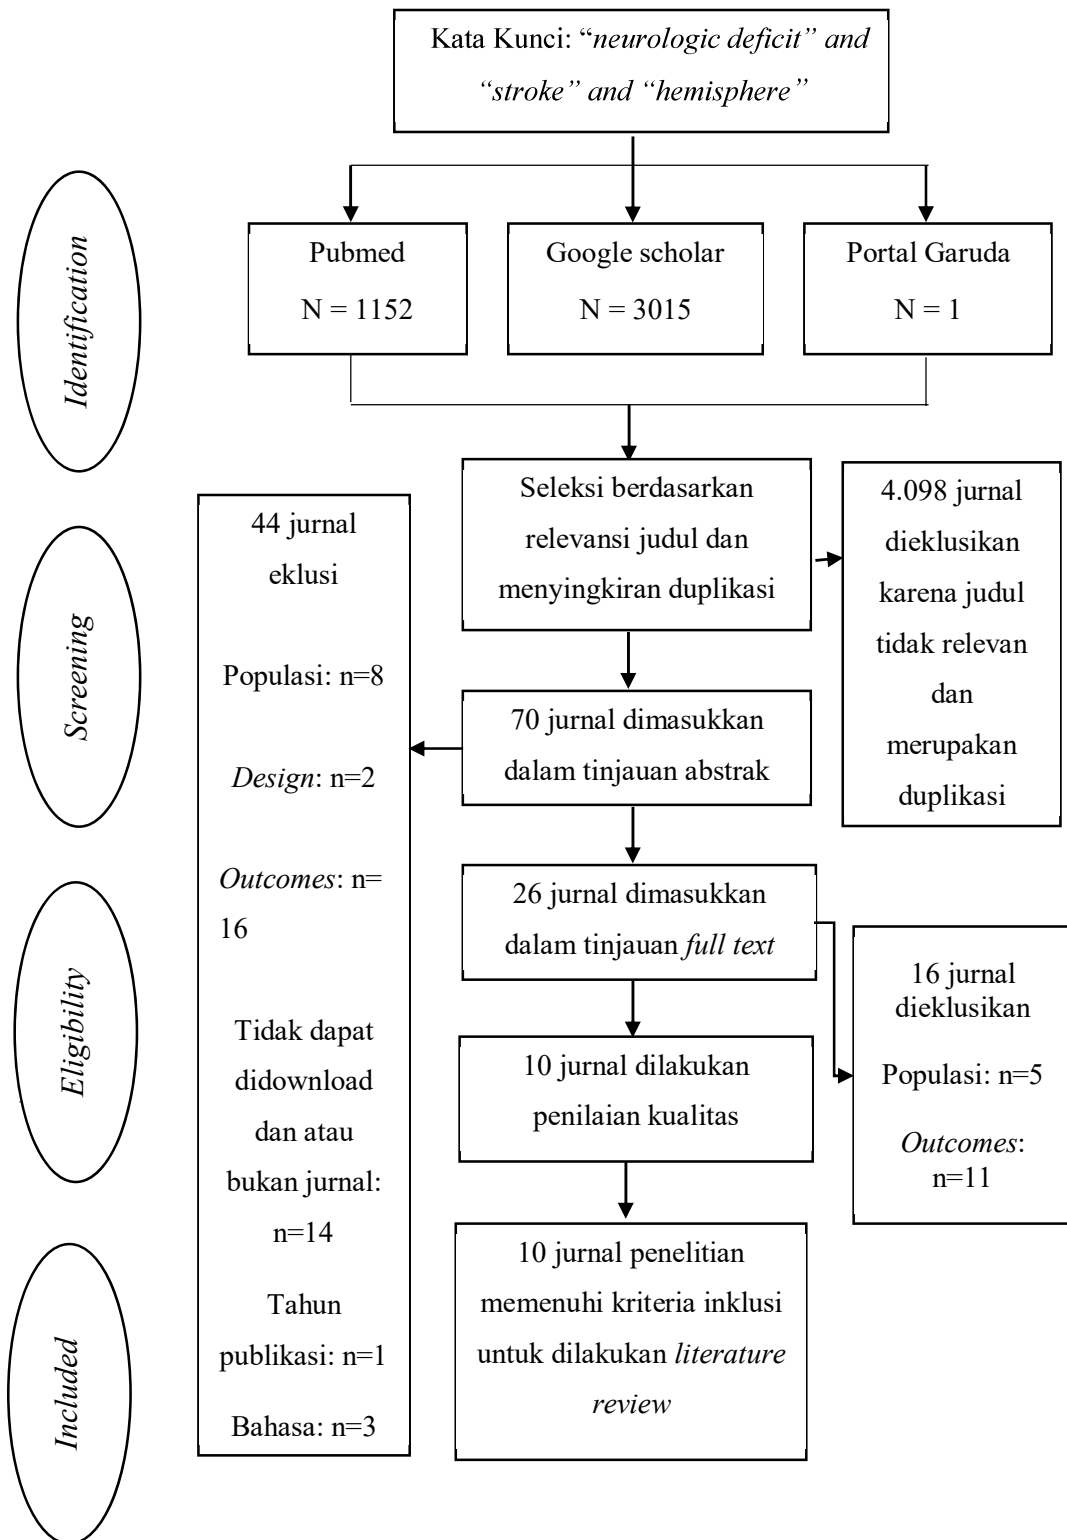 Kata Kunci: “neurologic deficit” and
“stroke” and “hemisphere”
Identification
Pubmed
N = 1152
Google scholar
N = 3015
Portal Garuda
N = 1
Screening
Seleksi berdasarkan
relevansi judul dan
menyingkiran duplikasi
4.098 jurnal
dieklusikan
karena judul
tidak relevan
dan
merupakan
duplikasi
44 jurnal
eklusi
Populasi: n=8
Design: n=2
Outcomes: n=
16
Tidak dapat
didownload
dan atau
bukan jurnal:
n=14
Tahun
publikasi: n=1
Bahasa: n=3
70 jurnal dimasukkan
dalam tinjauan abstrak
Eligibility
26 jurnal dimasukkan
dalam tinjauan full text
16 jurnal
dieklusikan
Populasi: n=5
Outcomes:
n=11
10 jurnal dilakukan
penilaian kualitas
Included
10 jurnal penelitian
memenuhi kriteria inklusi
untuk dilakukan literature
review